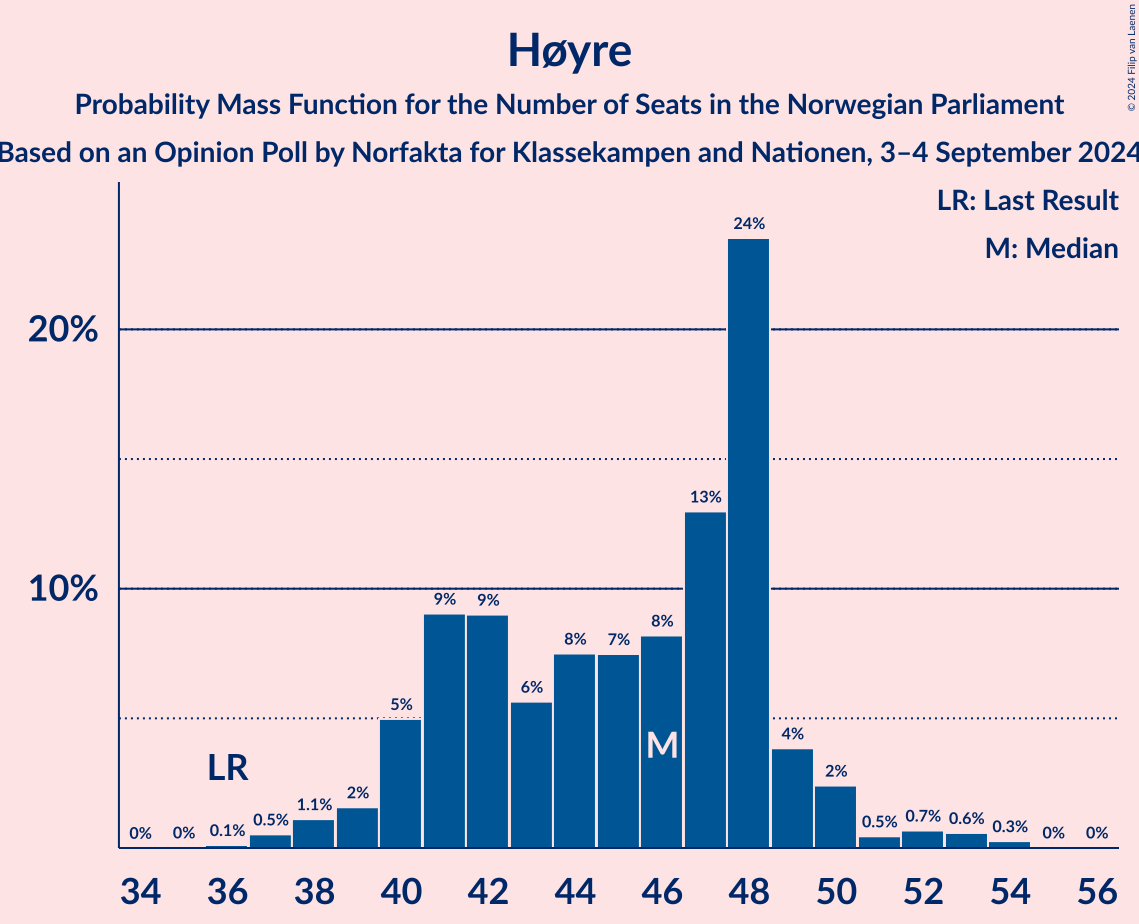 Høyre
Probability Mass Function for the Number of Seats in the Norwegian Parliament
Based on an Opinion Poll by Norfakta for Klassekampen and Nationen, 3–4 September 2024
© 2024 Filip van Laenen
LR: Last Result
M: Median
20%
10%
0%
0%
0.1%
0.5%
1.1%
2%
5%
9%
9%
6%
8%
7%
8%
13%
24%
4%
2%
0.5%
0.7%
0.6%
0.3%
0%
0%
LR
M
34 36 38 40 42 44 46 48 50 52 54 56